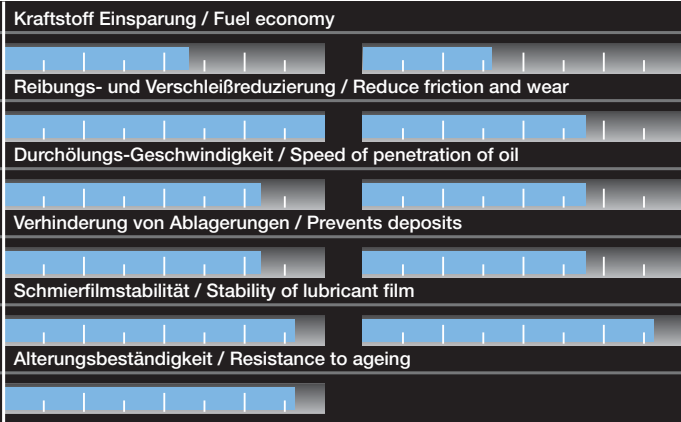 Kraftstoff Einsparung / Fuel economy
Reibungs- und Verschleißreduzierung / Reduce friction and wear
Durchölungs-Geschwindigkeit / Speed of penetration of oil
Verhinderung von Ablagerungen / Prevents deposits
Schmierfilmstabilität / Stability of lubricant film
Alterungsbeständigkeit / Resistance to ageing